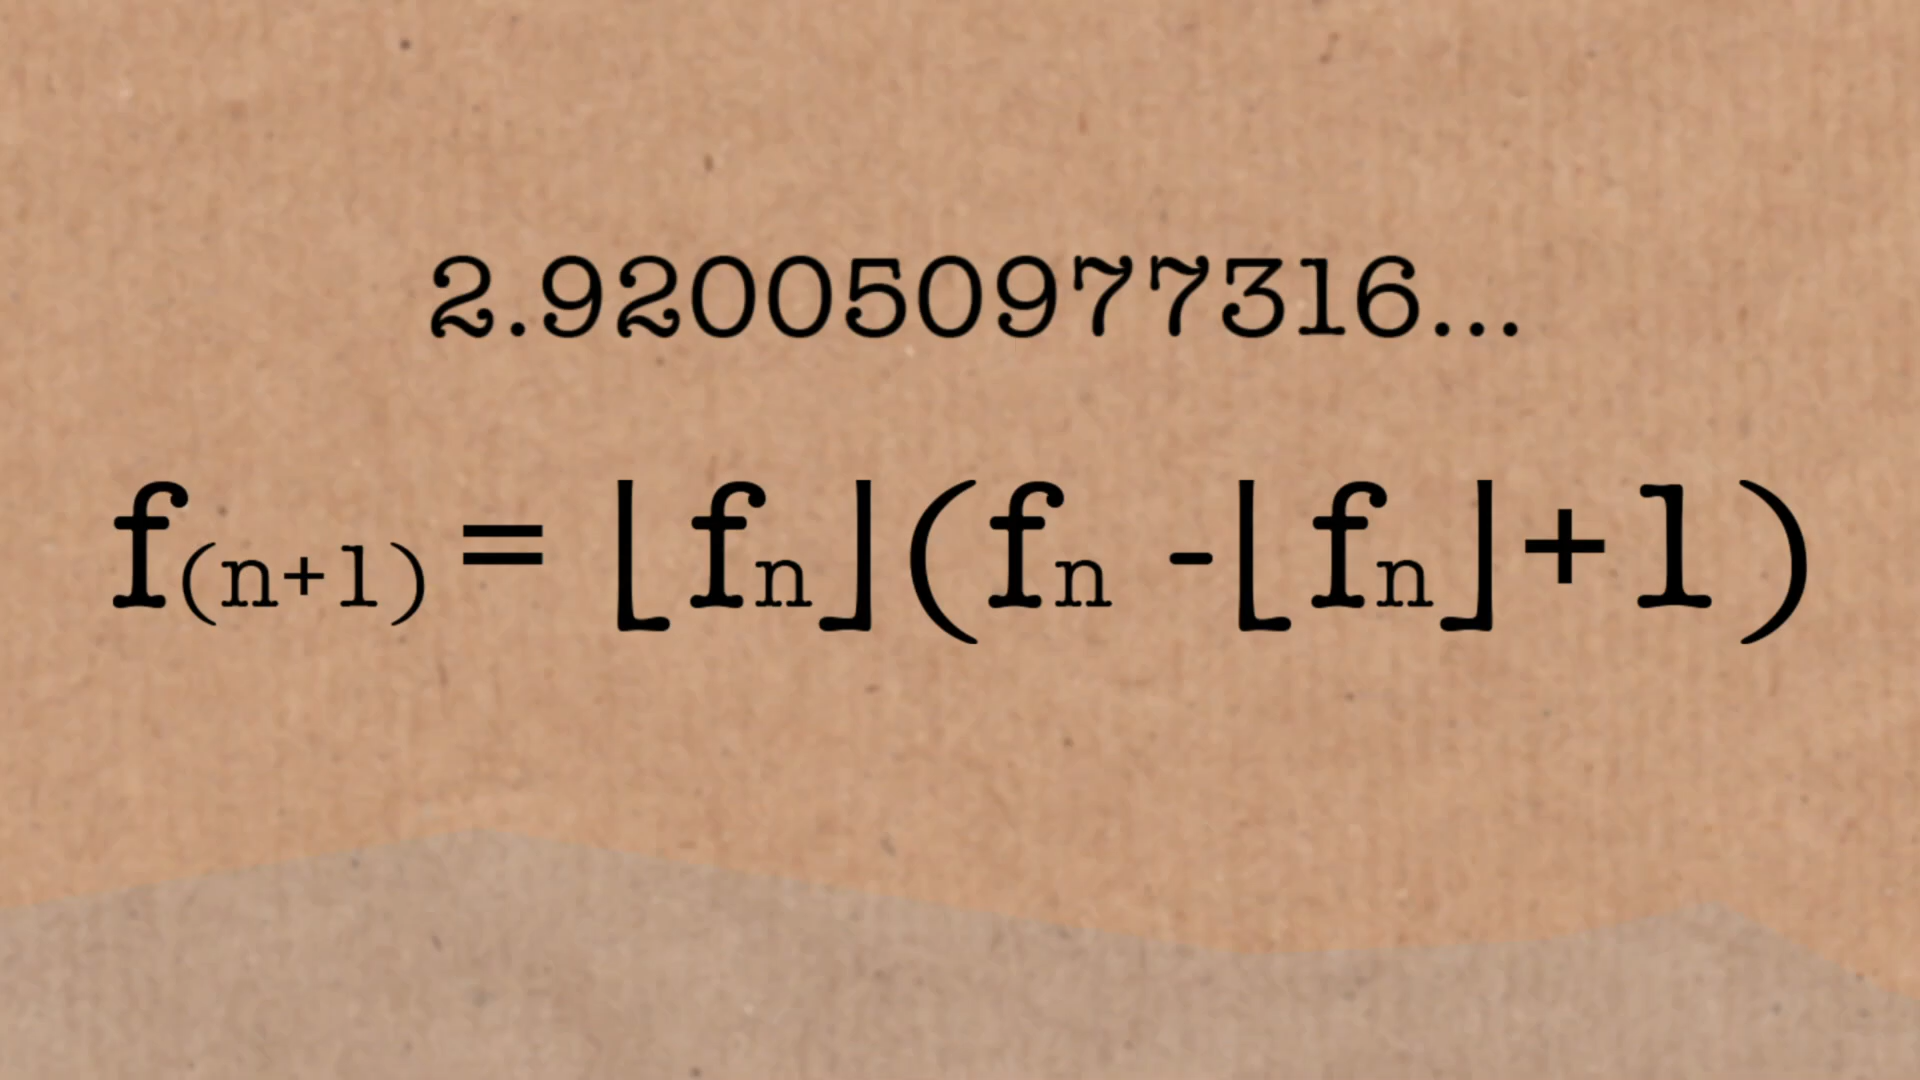 2.920050977316...
f(n+1) = ⌊fn⌋(fn -⌊fn⌋+1)